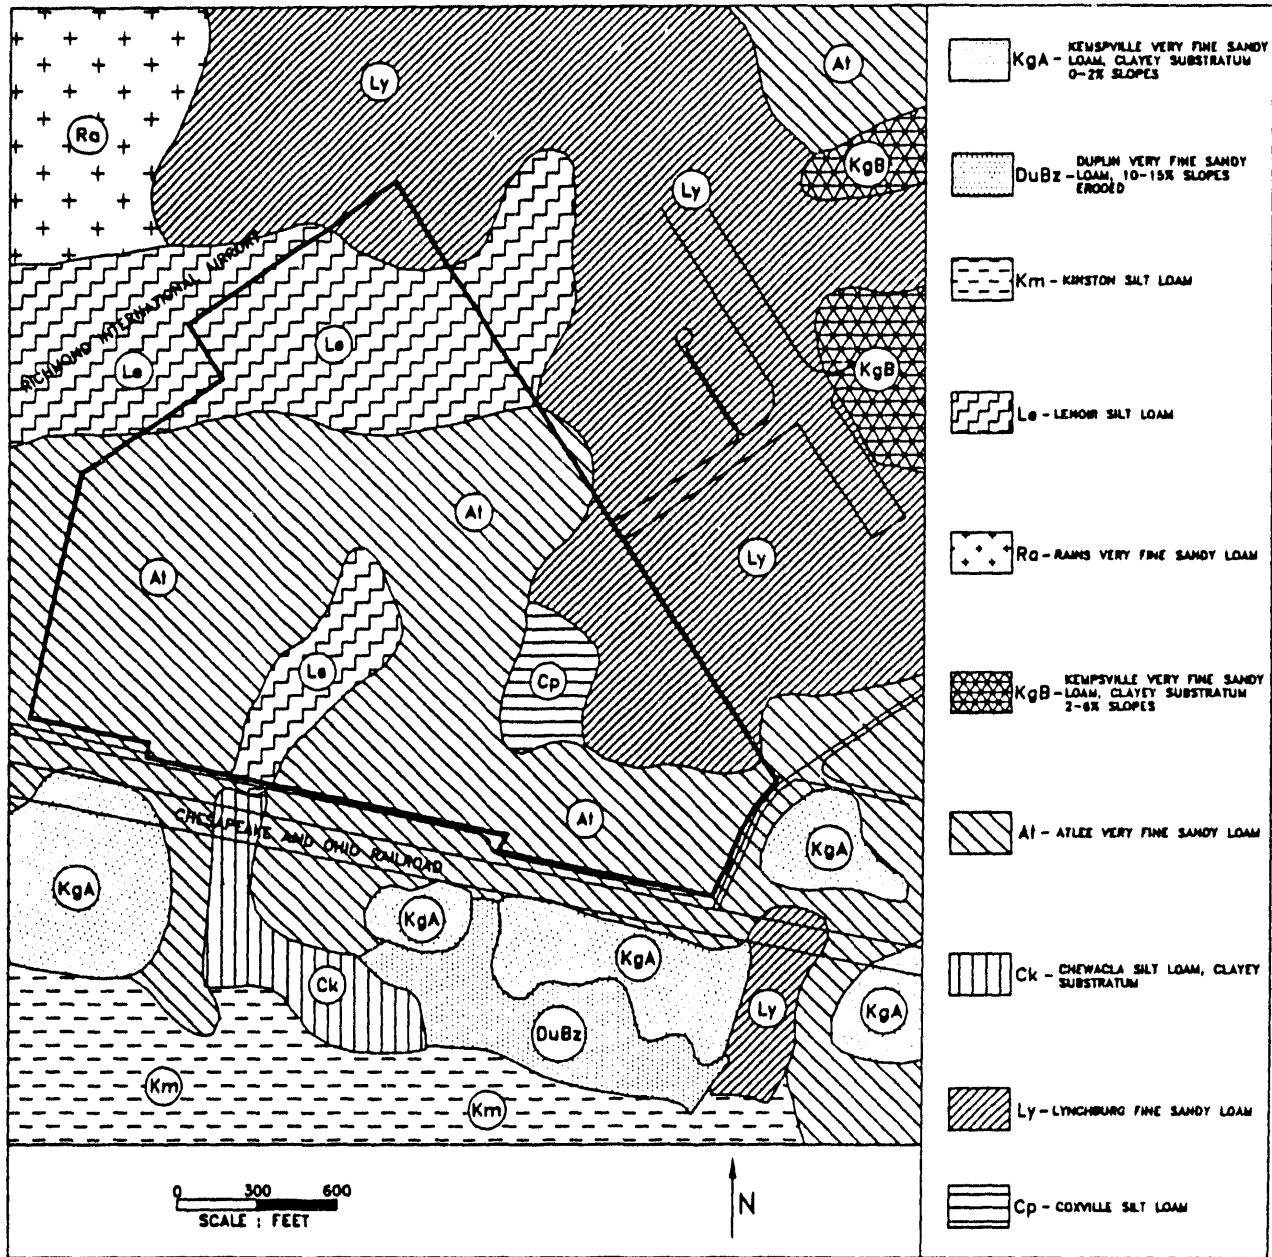 Ra
Ly
At
KgB
Ly
RICHMOND INTERNATIONAL AIRPORT
Le
Le
KgB
At
Ly
At
Le
Cp
At
KgA
CHESAPEAKE AND OHIO RAILROAD
KgA
KgA
KgA
Ck
DuBz
Ly
KgA
Km
Km
0 300 600
SCALE : FEET
N
KgA - KEMSPVILLE VERY FINE SANDY
LOAM, CLAYEY SUBSTRATUM
0-2% SLOPES
DuBz - DUPLIN VERY FINE SANDY
LOAM, 10-15% SLOPES
ERODED
Km - KINSTON SILT LOAM
Le - LENOIR SILT LOAM
Ra - RAINS VERY FINE SANDY LOAM
KgB - KEMPSVILLE VERY FINE SANDY
LOAM, CLAYEY SUBSTRATUM
2-6% SLOPES
At - ATLEE VERY FINE SANDY LOAM
Ck - CHEWACLA SILT LOAM, CLAYEY
SUBSTRATUM
Ly - LYNCHBURG FINE SANDY LOAM
Cp - COXVILLE SILT LOAM